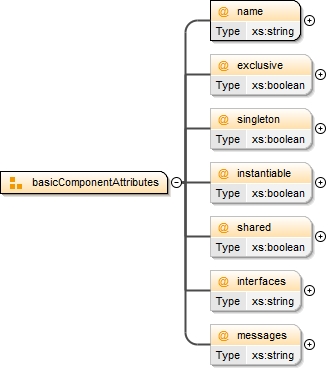 @ name
Type xs:string
@ exclusive
Type xs:boolean
@ singleton
Type xs:boolean
basicComponentAttributes
@ instantiable
Type xs:boolean
@ shared
Type xs:boolean
@ interfaces
Type xs:string
@ messages
Type xs:string